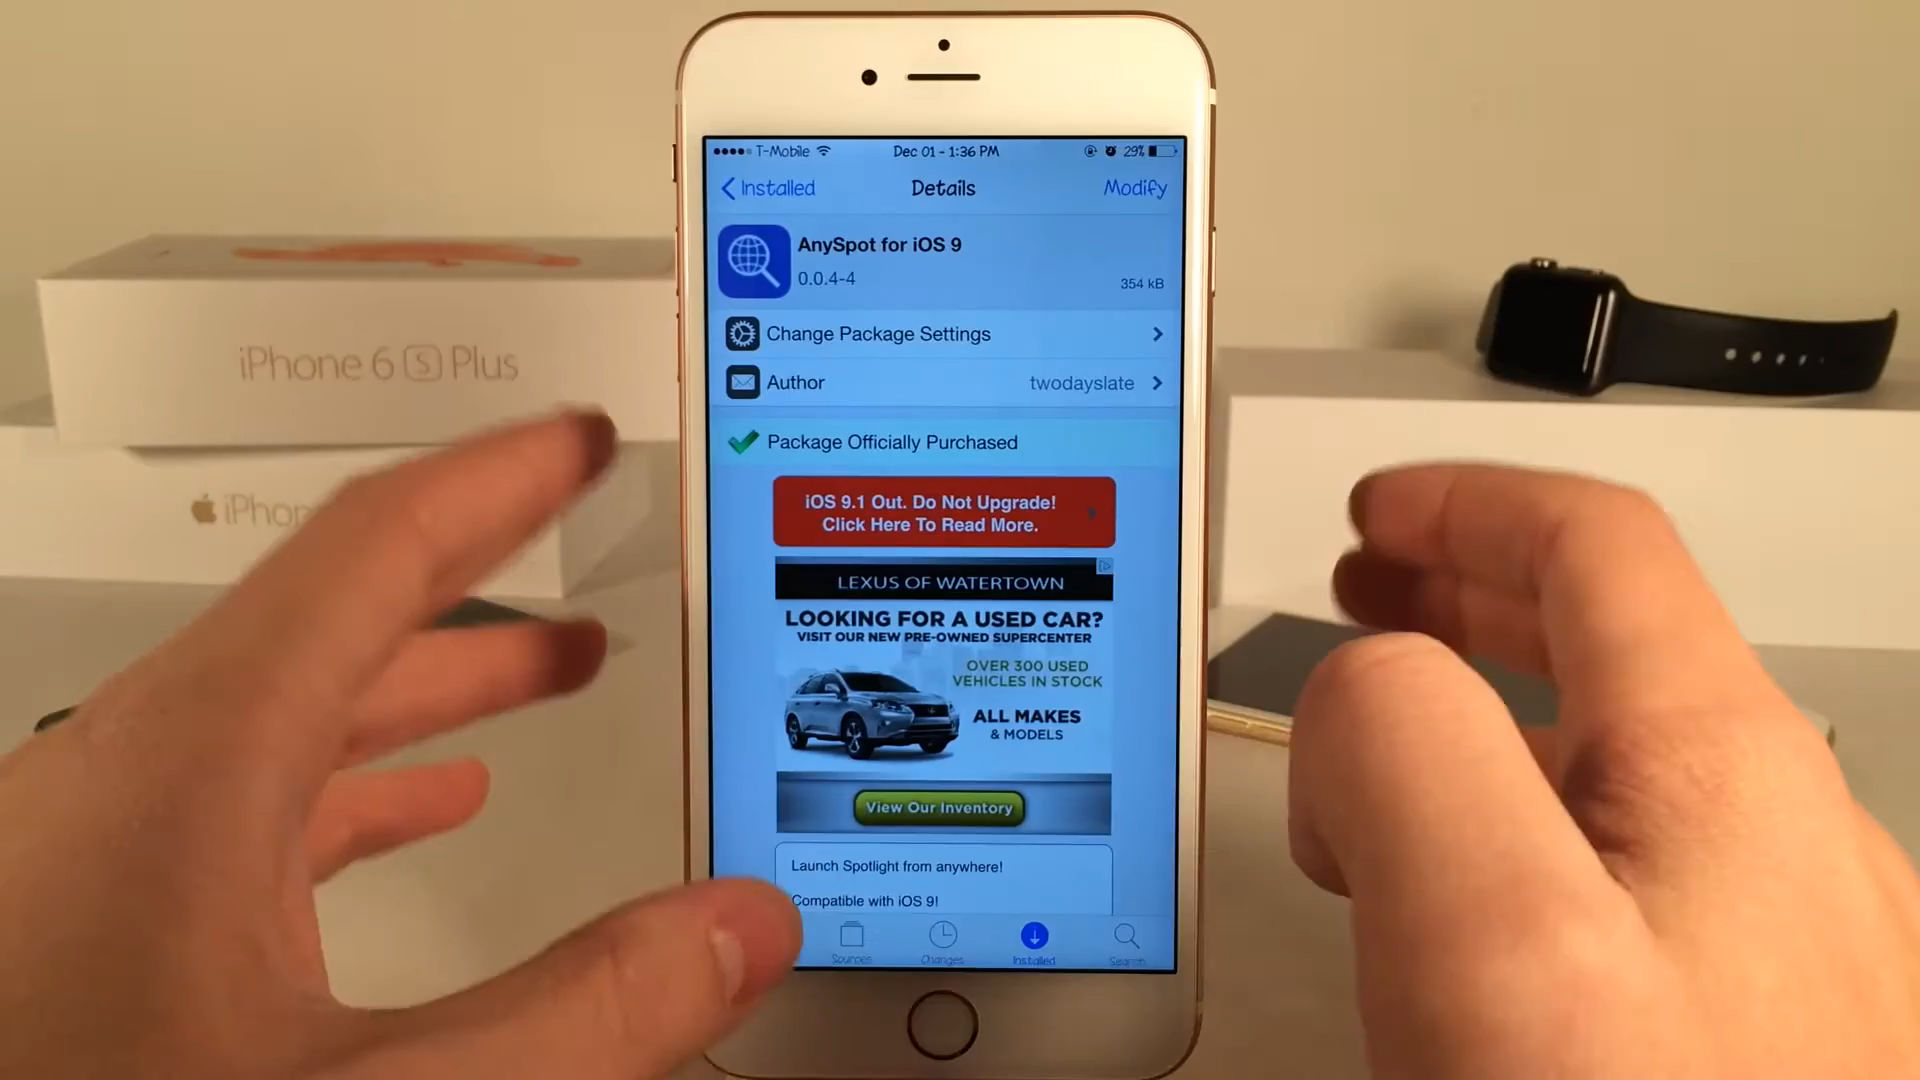 T-Mobile
Dec 01 - 1:36 PM
29%
Installed
Details
Modify
AnySpot for iOS 9
0.0.4-4
354 kB
Change Package Settings
Author
twodayslate
Package Officially Purchased
iOS 9.1 Out. Do Not Upgrade!
Click Here To Read More.
LEXUS OF WATERTOWN
LOOKING FOR A USED CAR?
VISIT OUR NEW PRE-OWNED SUPERCENTER
OVER 300 USED
VEHICLES IN STOCK
ALL MAKES
& MODELS
View Our Inventory
Launch Spotlight from anywhere!
Compatible with iOS 9!
Sources
Changes
Installed
Search
iPhone 6 S Plus